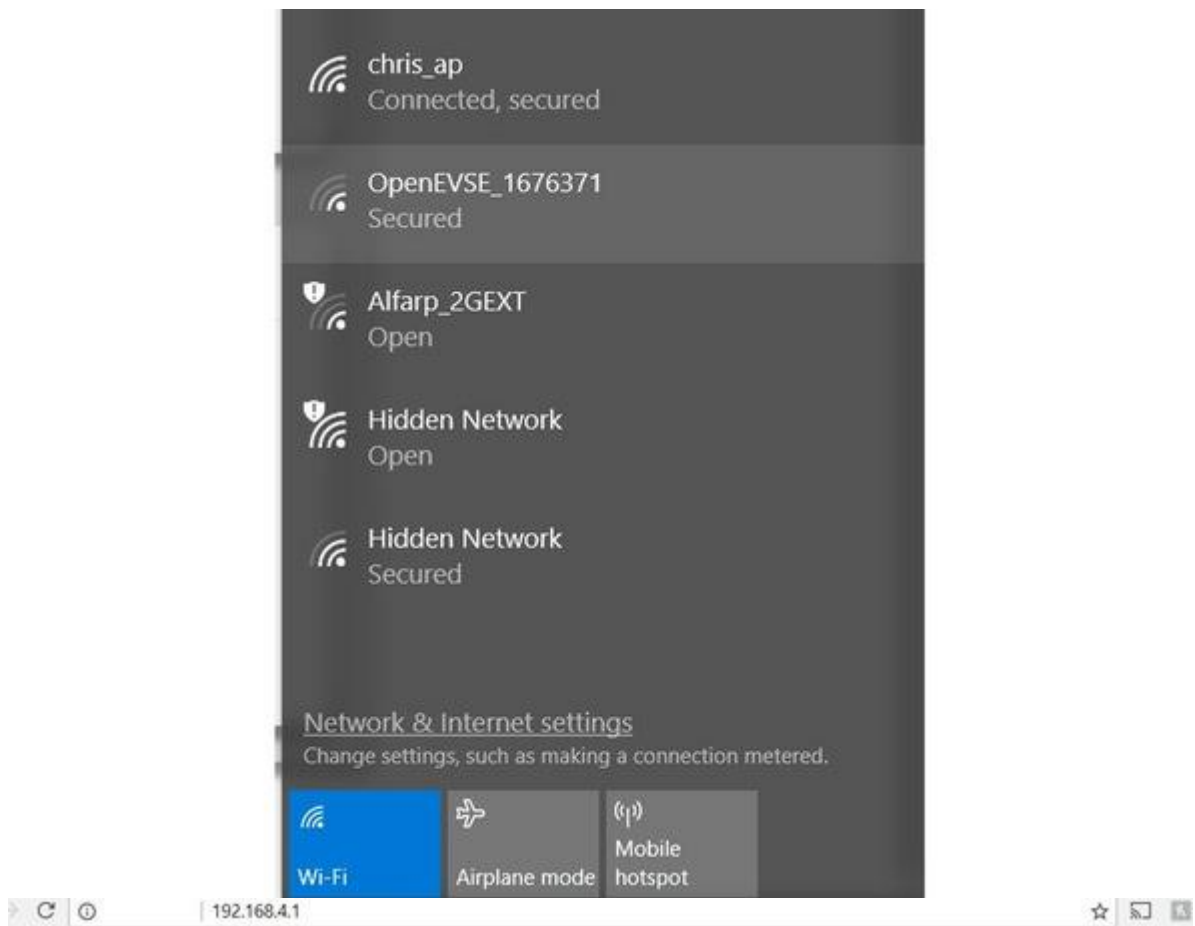 chris_ap
Connected, secured
OpenEVSE_1676371
Secured
Alfarp_2GEXT
Open
Hidden Network
Open
Hidden Network
Secured
Network & Internet settings
Change settings, such as making a connection metered.
Wi-Fi
Airplane mode
Mobile
hotspot
192.168.4.1